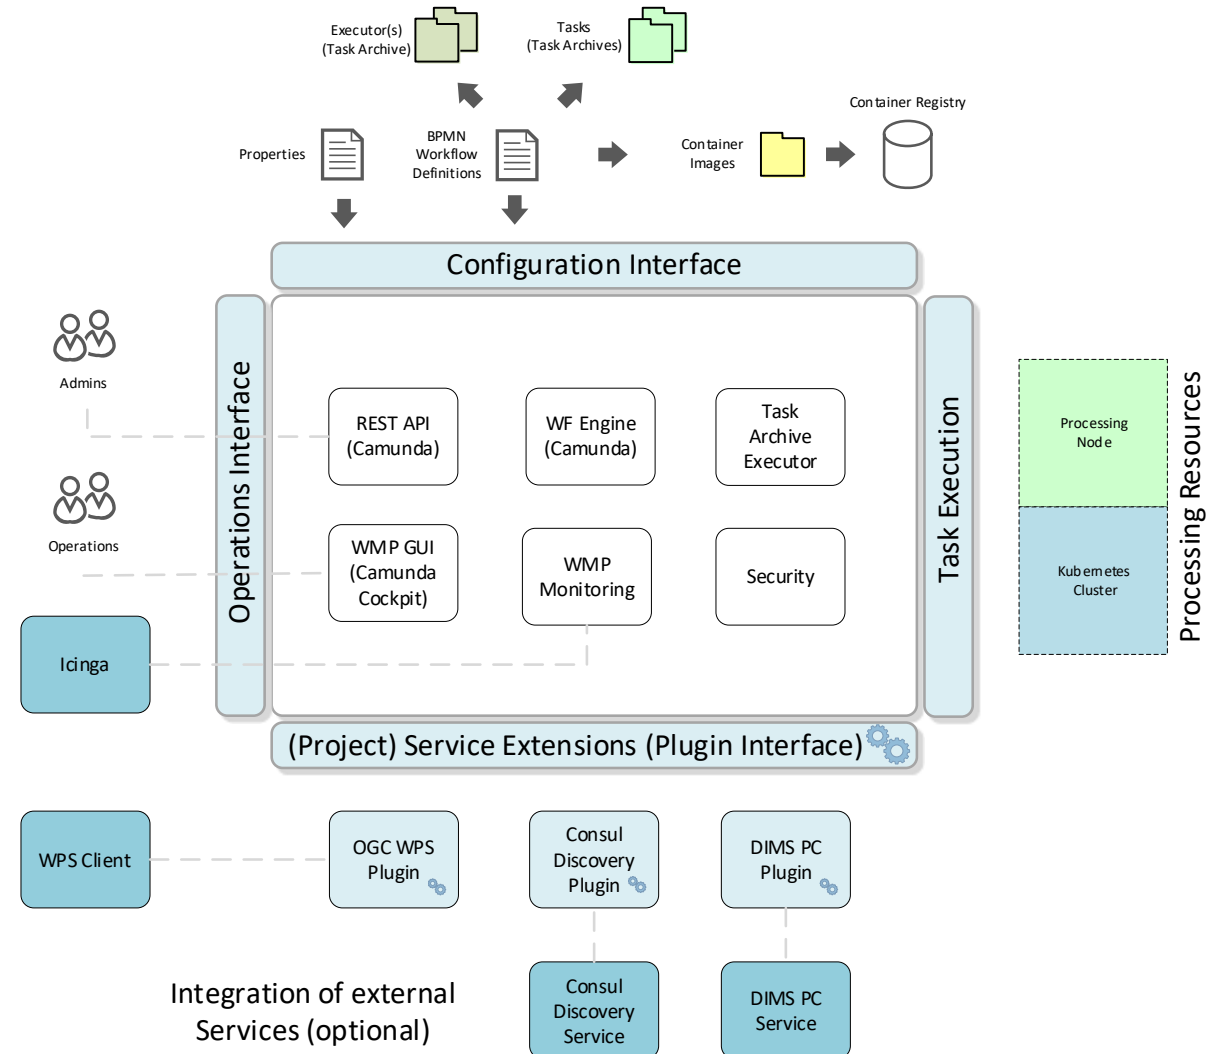 Executor(s)
(Task Archive)
Tasks
(Task Archives)
Container Registry
Properties
BPMN
Workflow
Definitions
Container
Images
Configuration Interface
Operations Interface
Task Execution
Processing Resources
Admins
REST API
(Camunda)
WF Engine
(Camunda)
Task
Archive
Executor
Processing
Node
Operations
WMP GUI
(Camunda
Cockpit)
WMP
Monitoring
Security
Kubernetes
Cluster
Icinga
(Project) Service Extensions (Plugin Interface)
WPS Client
OGC WPS
Plugin
Consul
Discovery
Plugin
DIMS PC
Plugin
Integration of external
Services (optional)
Consul
Discovery
Service
DIMS PC
Service